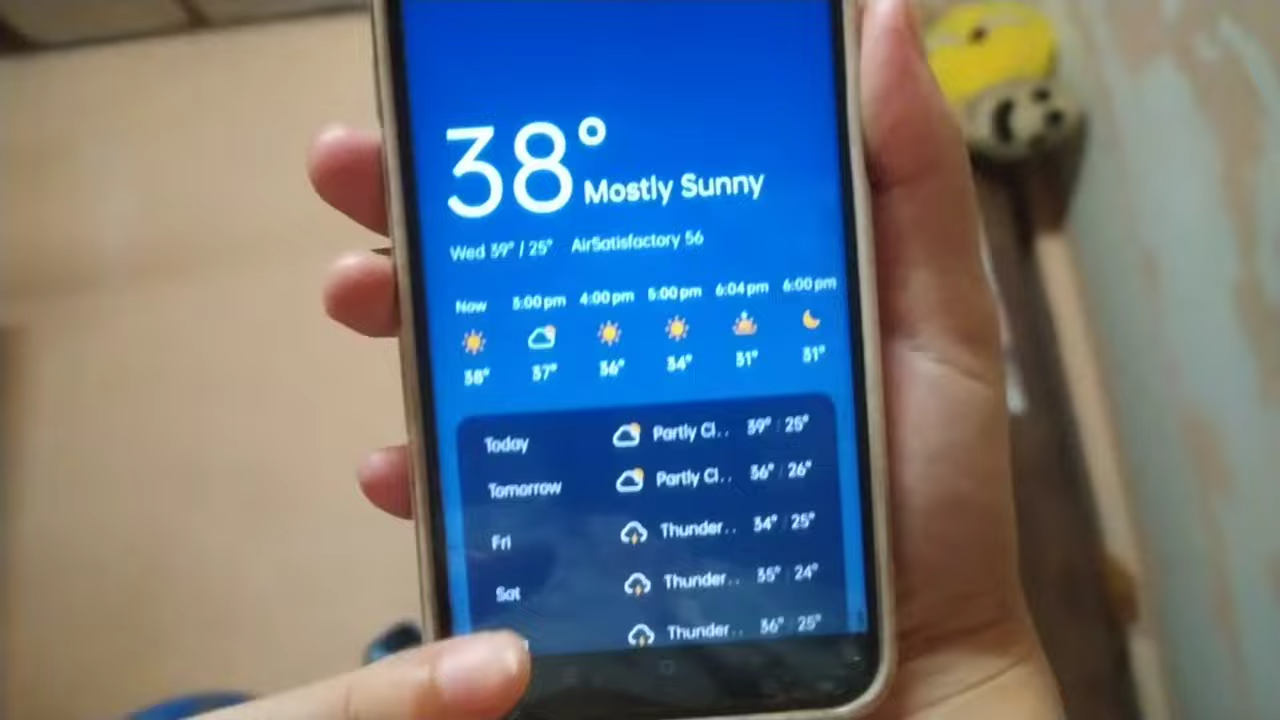 38°
Mostly Sunny
Wed 39° / 25° AirSatisfactory 56
Now 3:00 pm 4:00 pm 5:00 pm 6:04 pm 6:00 pm
38° 37° 36° 34° 31° 31°
Today Partly Cl... 39° 25°
Tomorrow Partly Cl... 36° 26°
Fri Thunder... 34° 25°
Sat Thunder... 35° 24°
Thunder... 36° 25°